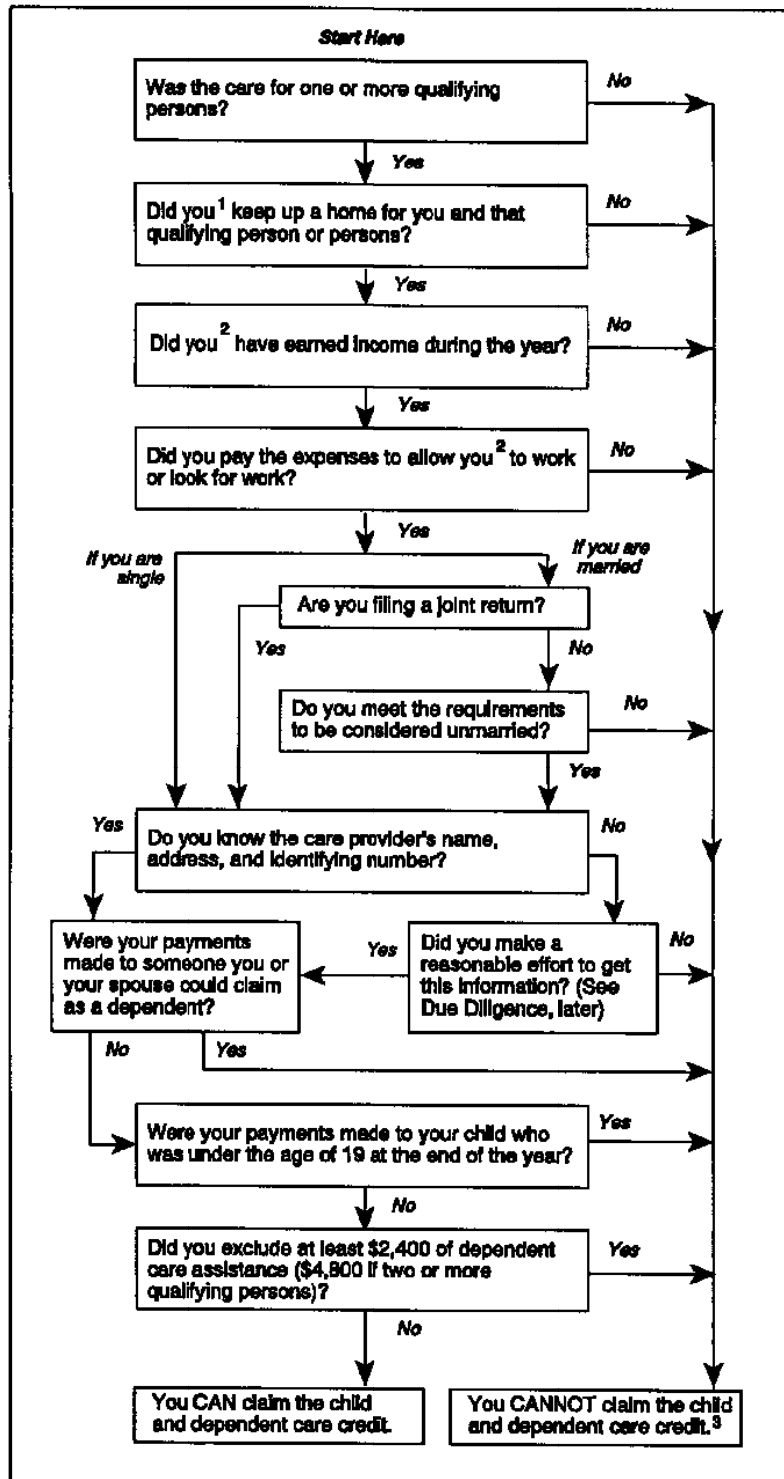 Start Here
Was the care for one or more qualifying
persons?
No
Yes
Did you1 keep up a home for you and that
qualifying person or persons?
No
Yes
Did you2 have earned income during the year?
No
Yes
Did you pay the expenses to allow you2 to work
or look for work?
No
Yes
If you are
single
If you are
married
Are you filing a joint return?
Yes
No
Do you meet the requirements
to be considered unmarried?
No
Yes
Yes
Do you know the care provider's name,
address, and identifying number?
No
Were your payments
made to someone you or
your spouse could claim
as a dependent?
Yes
Did you make a
reasonable effort to get
this information? (See
Due Diligence, later)
No
No
Yes
Were your payments made to your child who
was under the age of 19 at the end of the year?
Yes
No
Did you exclude at least $2,400 of dependent
care assistance ($4,800 if two or more
qualifying persons)?
Yes
No
You CAN claim the child
and dependent care credit.
You CANNOT claim the child
and dependent care credit.3